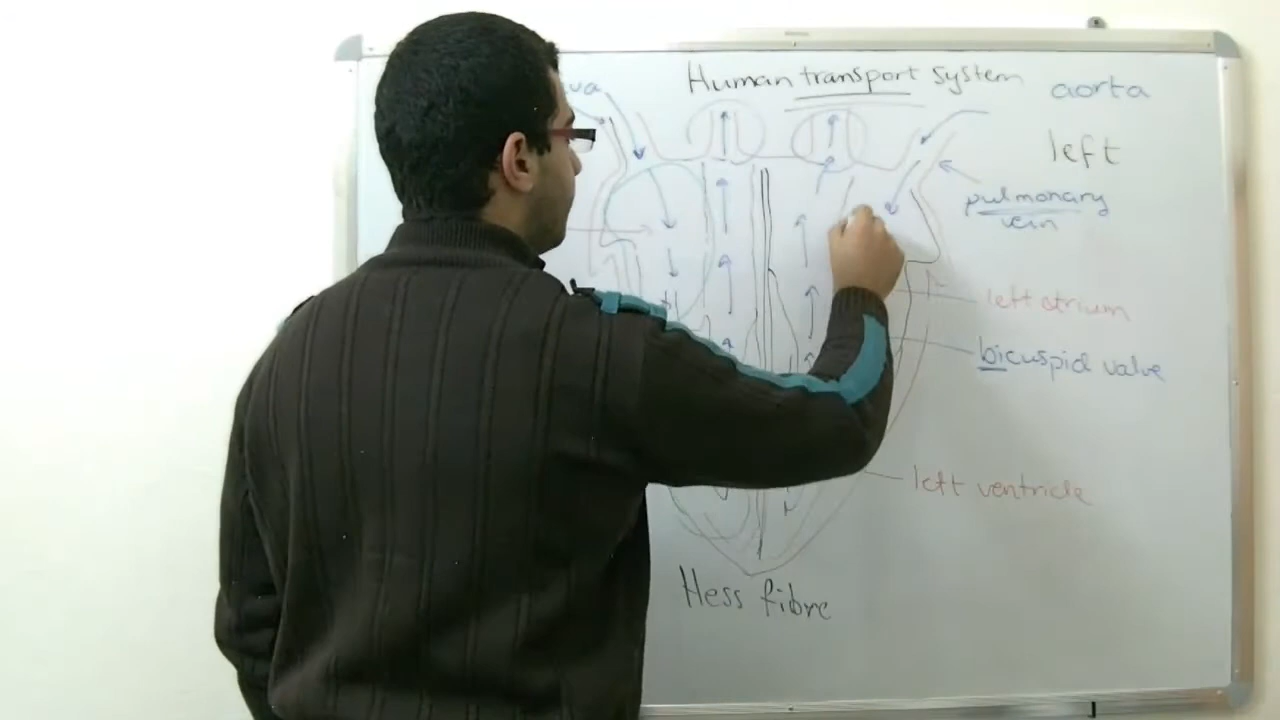 Human transport system
aorta
left
pulmonary
vein
left atrium
bicuspid valve
left ventricle
Hess fibre